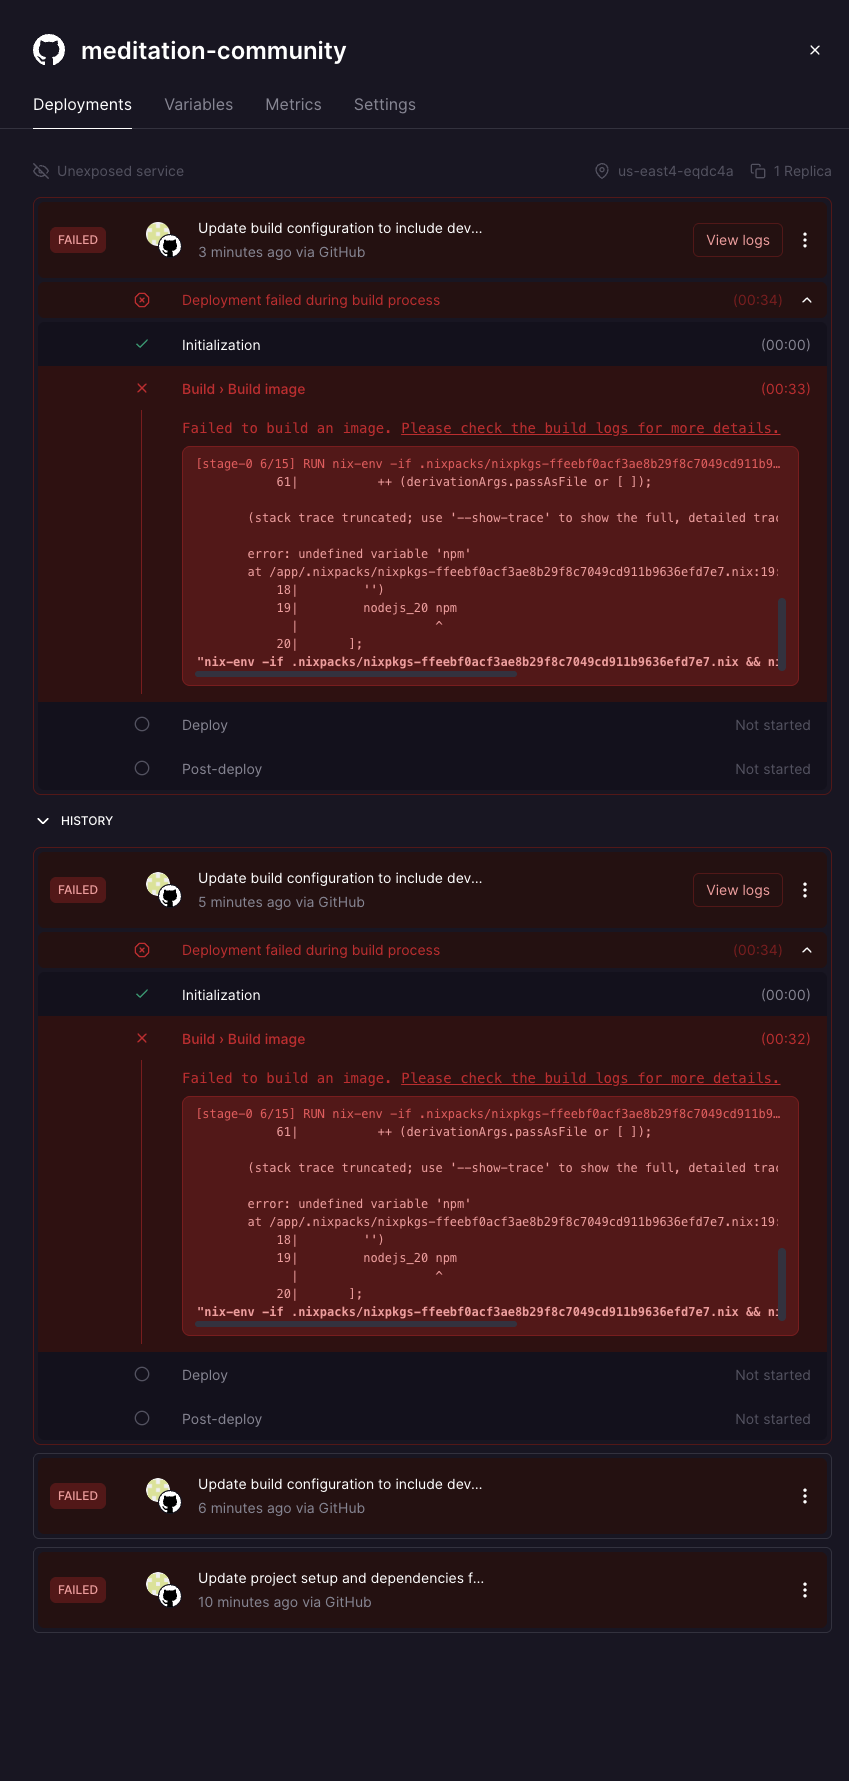 meditation-community
Deployments Variables Metrics Settings
Unexposed service us-east4-eqdc4a 1 Replica
FAILED Update build configuration to include dev... View logs
3 minutes ago via GitHub
Deployment failed during build process (00:34)
Initialization (00:00)
Build › Build image (00:33)
Failed to build an image. Please check the build logs for more details.
[stage-0 6/15] RUN nix-env -if .nixpacks/nixpkgs-ffeebf0acf3ae8b29f8c7049cd911b9…
61| ++ (derivationArgs.passAsFile or [ ]);
(stack trace truncated; use '--show-trace' to show the full, detailed trac
error: undefined variable 'npm'
at /app/.nixpacks/nixpkgs-ffeebf0acf3ae8b29f8c7049cd911b9636efd7e7.nix:19:
18| '')
19| nodejs_20 npm
| ^
20| ];
"nix-env -if .nixpacks/nixpkgs-ffeebf0acf3ae8b29f8c7049cd911b9636efd7e7.nix && ni
Deploy Not started
Post-deploy Not started
HISTORY
FAILED Update build configuration to include dev... View logs
5 minutes ago via GitHub
Deployment failed during build process (00:34)
Initialization (00:00)
Build › Build image (00:32)
Failed to build an image. Please check the build logs for more details.
[stage-0 6/15] RUN nix-env -if .nixpacks/nixpkgs-ffeebf0acf3ae8b29f8c7049cd911b9…
61| ++ (derivationArgs.passAsFile or [ ]);
(stack trace truncated; use '--show-trace' to show the full, detailed trac
error: undefined variable 'npm'
at /app/.nixpacks/nixpkgs-ffeebf0acf3ae8b29f8c7049cd911b9636efd7e7.nix:19:
18| '')
19| nodejs_20 npm
| ^
20| ];
"nix-env -if .nixpacks/nixpkgs-ffeebf0acf3ae8b29f8c7049cd911b9636efd7e7.nix && ni
Deploy Not started
Post-deploy Not started
FAILED Update build configuration to include dev...
6 minutes ago via GitHub
FAILED Update project setup and dependencies f...
10 minutes ago via GitHub